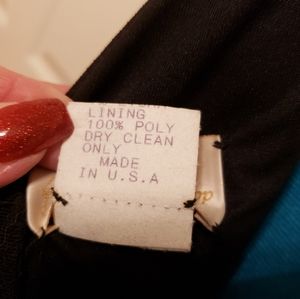 LINING
100% POLY
DRY CLEAN
ONLY
MADE
IN U.S.A